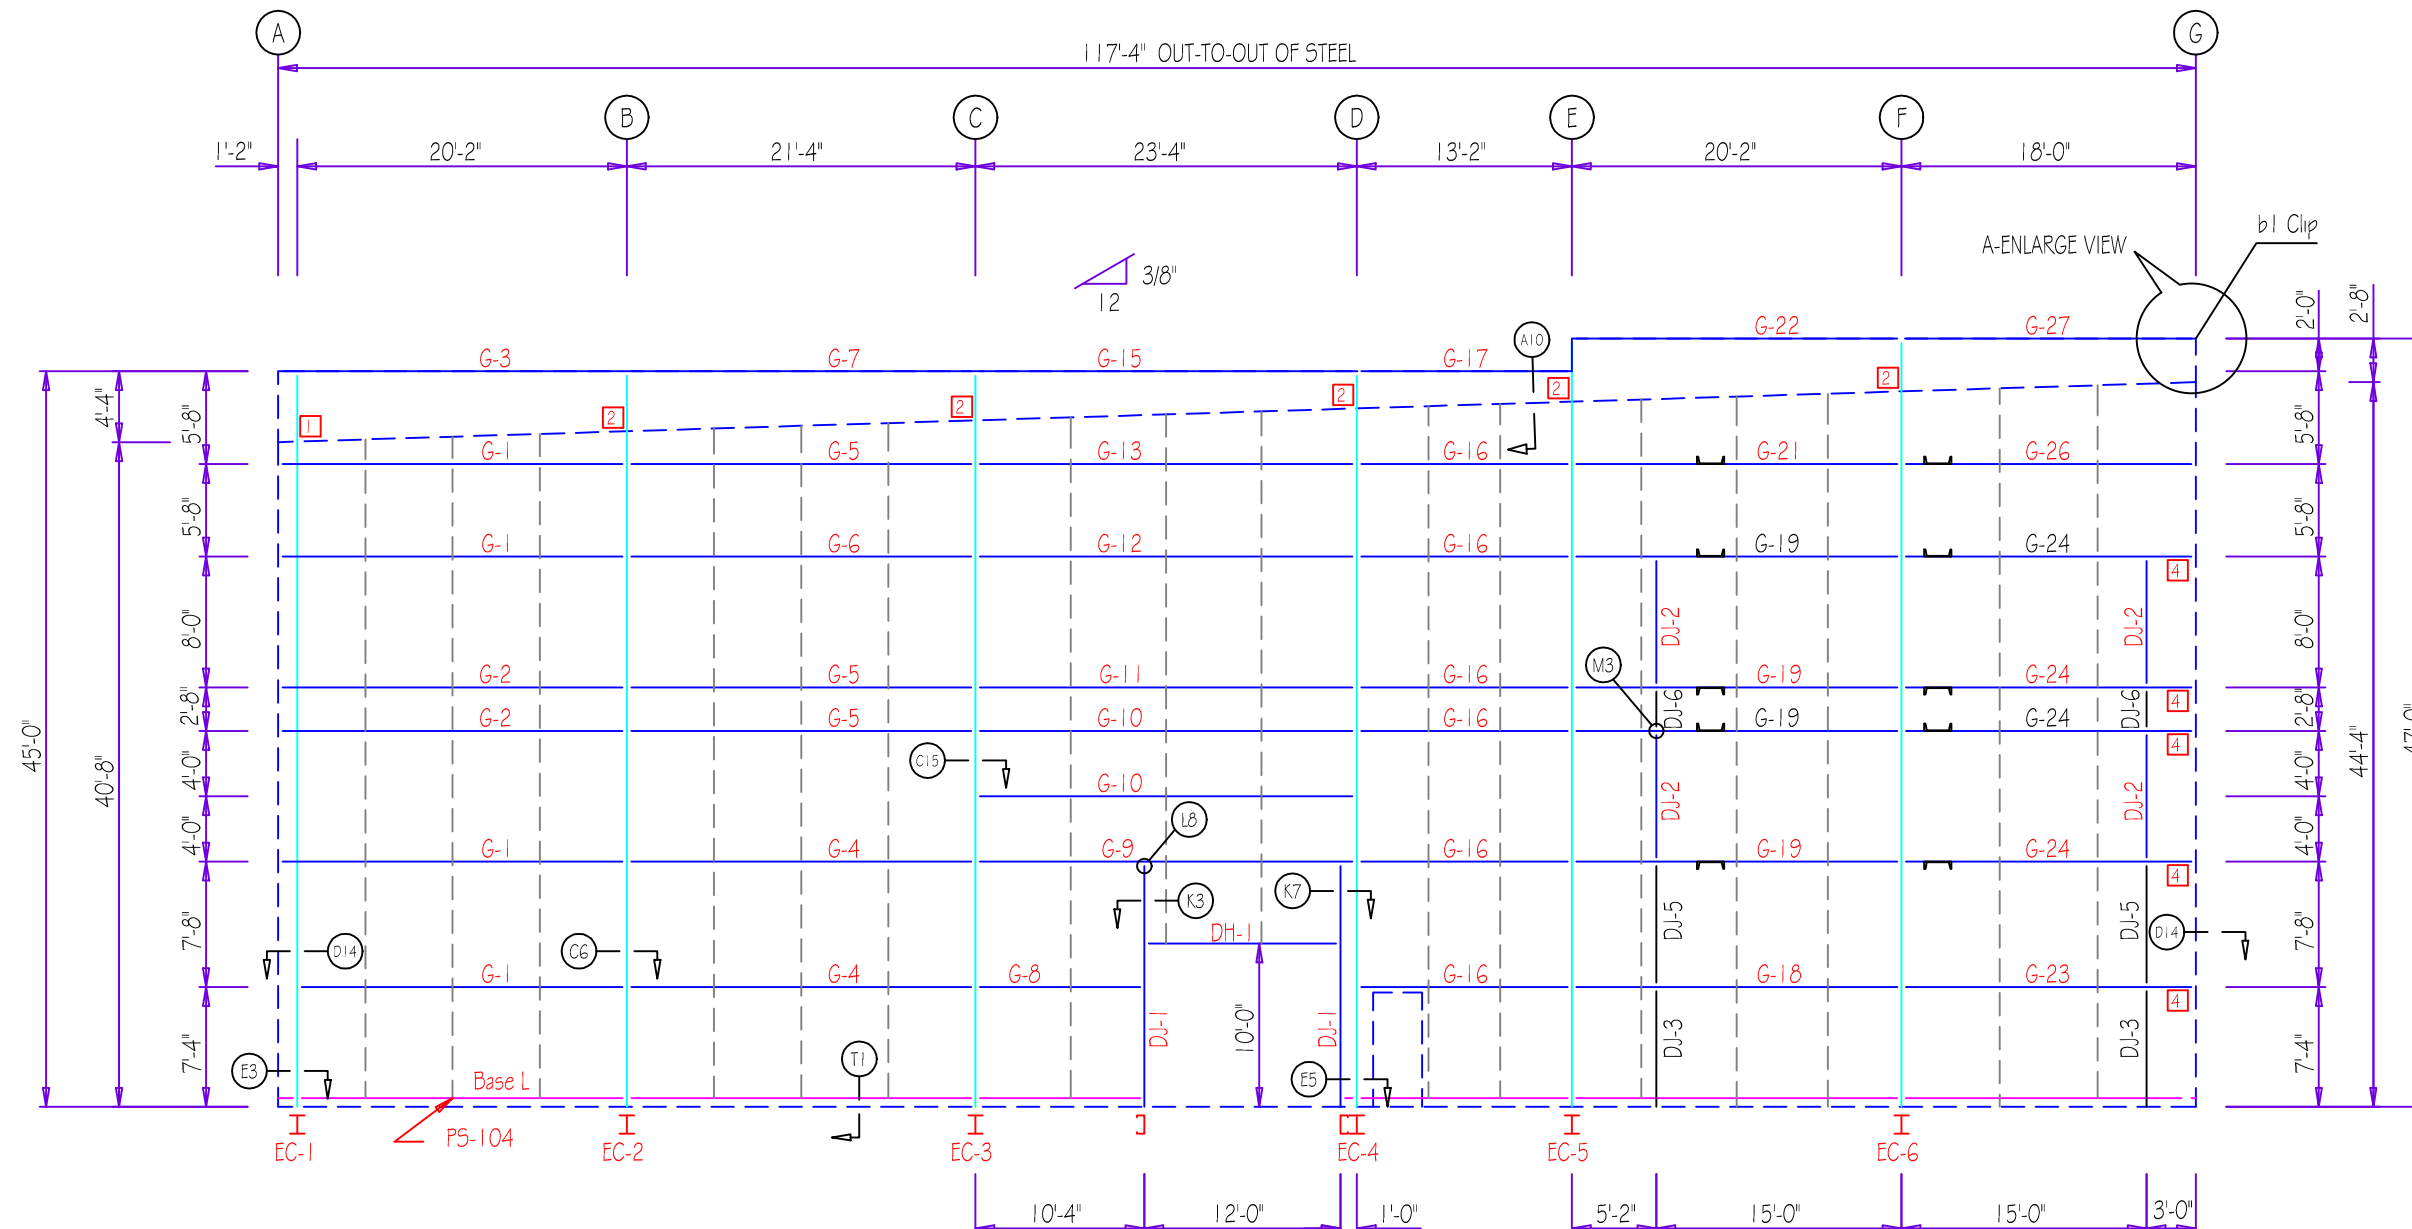 A
G
117'-4" OUT-TO-OUT OF STEEL
B
C
D
E
F
1'-2"
20'-2"
21'-4"
23'-4"
13'-2"
20'-2"
18'-0"
b1 Clip
A-ENLARGE VIEW
3/8"
12
2'-0"
2'-8"
G-22
G-27
A10
G-3
G-7
G-15
G-17
4'-4"
5'-8"
1
2
2
2
2
2
5'-8"
G-1
G-5
G-13
G-16
G-21
G-26
5'-8"
5'-8"
G-1
G-6
G-12
G-16
G-19
G-24
4
8'-0"
DJ-2
DJ-2
8'-0"
M3
G-2
G-5
G-11
G-16
G-19
G-24
4
2'-8"
DJ-6
DJ-6
2'-8"
G-2
G-5
G-10
G-16
G-19
G-24
4
45'-0"
40'-8"
4'-0"
C15
44'-4"
47'-0"
4'-0"
G-10
DJ-2
DJ-2
L8
4'-0"
4'-0"
G-1
G-4
G-9
G-16
G-19
G-24
4
K3
K7
7'-8"
DJ-5
DJ-5
7'-8"
D14
C6
DH-1
D14
G-1
G-4
G-8
G-16
G-18
G-23
4
7'-4"
DJ-1
10'-0"
DJ-1
DJ-3
DJ-3
7'-4"
E3
T1
E5
Base L
PS-104
EC-1
EC-2
EC-3
EC-4
EC-5
EC-6
10'-4"
12'-0"
1'-0"
5'-2"
15'-0"
15'-0"
3'-0"